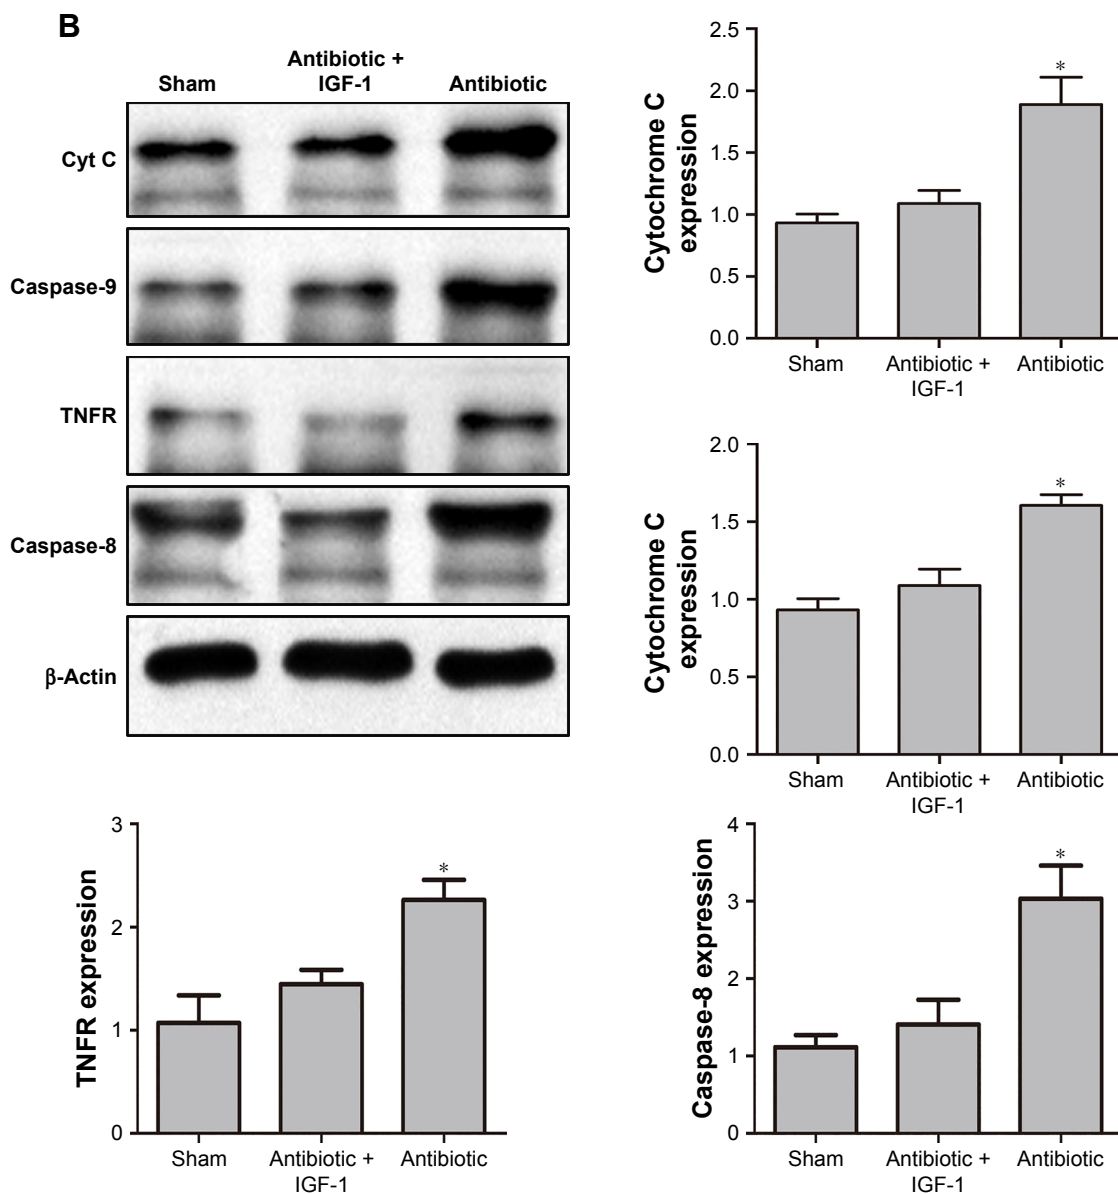 B
Sham
Antibiotic +
IGF-1
Antibiotic
Cyt C
Caspase-9
TNFR
Caspase-8
β-Actin
Cytochrome C
expression
2.5
2.0
1.5
1.0
0.5
0.0
*
Sham
Antibiotic +
IGF-1
Antibiotic
Cytochrome C
expression
2.0
1.5
1.0
0.5
0.0
*
Sham
Antibiotic +
IGF-1
Antibiotic
TNFR expression
3
2
1
0
*
Sham
Antibiotic +
IGF-1
Antibiotic
Caspase-8 expression
4
3
2
1
0
*
Sham
Antibiotic +
IGF-1
Antibiotic